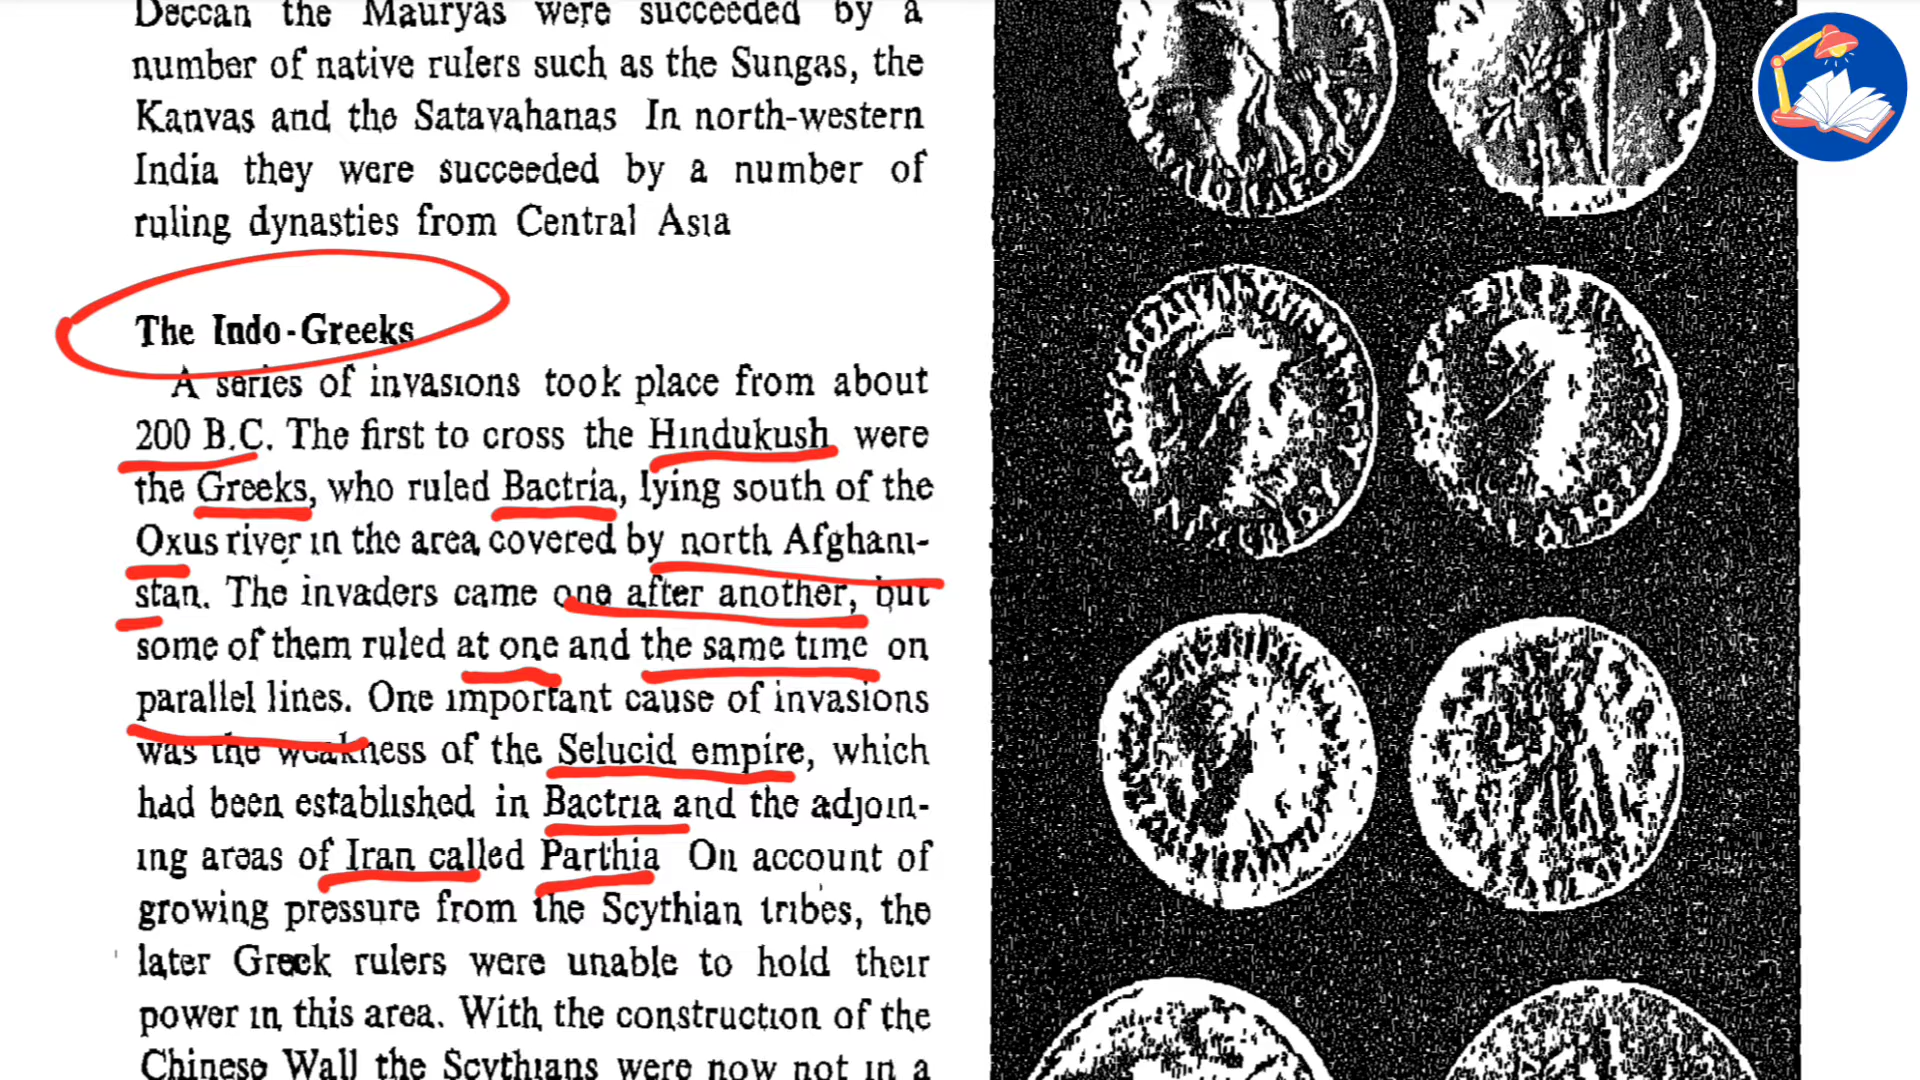 Deccan the Mauryas were succeeded by a
number of native rulers such as the Sungas, the
Kanvas and the Satavahanas In north-western
India they were succeeded by a number of
ruling dynasties from Central Asia
The Indo-Greeks
A series of invasions took place from about
200 B.C. The first to cross the Hindukush were
the Greeks, who ruled Bactria, lying south of the
Oxus river in the area covered by north Afghani-
stan. The invaders came one after another, but
some of them ruled at one and the same time on
parallel lines. One important cause of invasions
was the weakness of the Selucid empire, which
had been established in Bactria and the adjoin-
ing areas of Iran called Parthia On account of
growing pressure from the Scythian tribes, the
later Greek rulers were unable to hold their
power in this area. With the construction of the
Chinese Wall the Scythians were now not in a